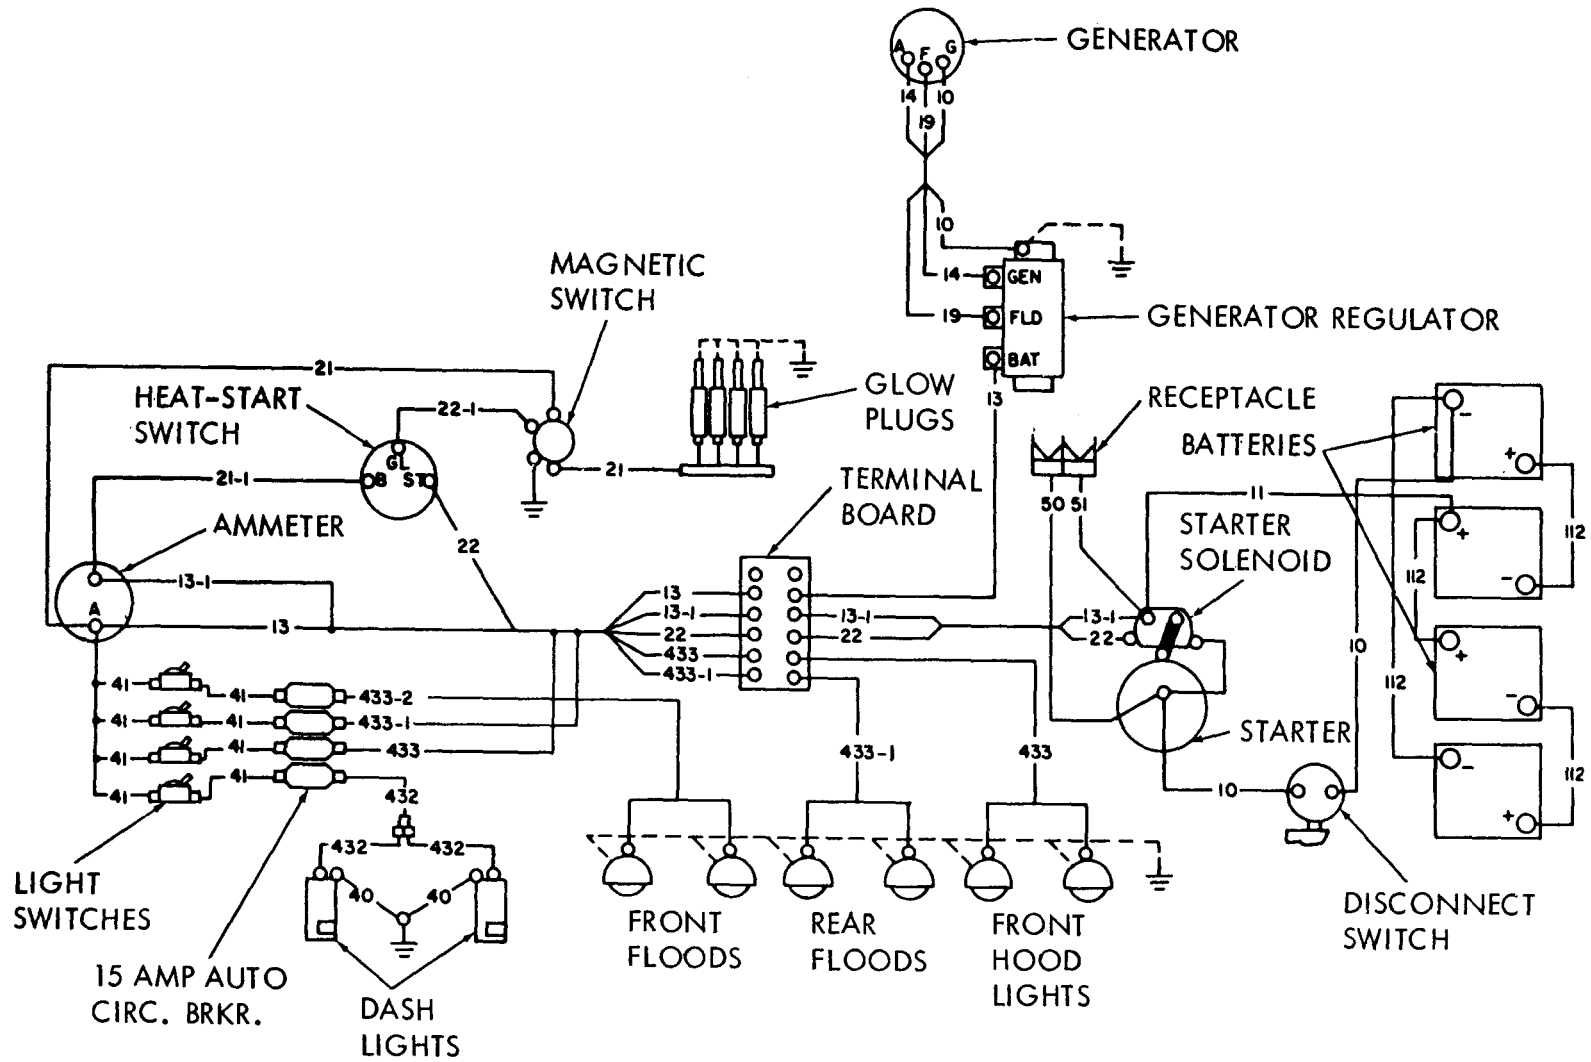 GENERATOR
A F G
14 19 10
10
14 GEN
19 FLD
BAT
GENERATOR REGULATOR
13
MAGNETIC
SWITCH
21
HEAT-START
SWITCH
22-1
GL
B ST
21-1
22
21
GLOW
PLUGS
AMMETER
13-1
A
13
TERMINAL
BOARD
13
13-1
22
433
433-1
13-1
22
RECEPTACLE
BATTERIES
50 51
11
STARTER
SOLENOID
13-1
22
STARTER
10
10
-
+
+
-
+
-
-
+
112
112
112
112
41 41 433-2
41 41 433-1
41 41 433
41 41
432
432 432
40 40
433-1
433
LIGHT
SWITCHES
15 AMP AUTO
CIRC. BRKR.
DASH
LIGHTS
FRONT
FLOODS
REAR
FLOODS
FRONT
HOOD
LIGHTS
DISCONNECT
SWITCH